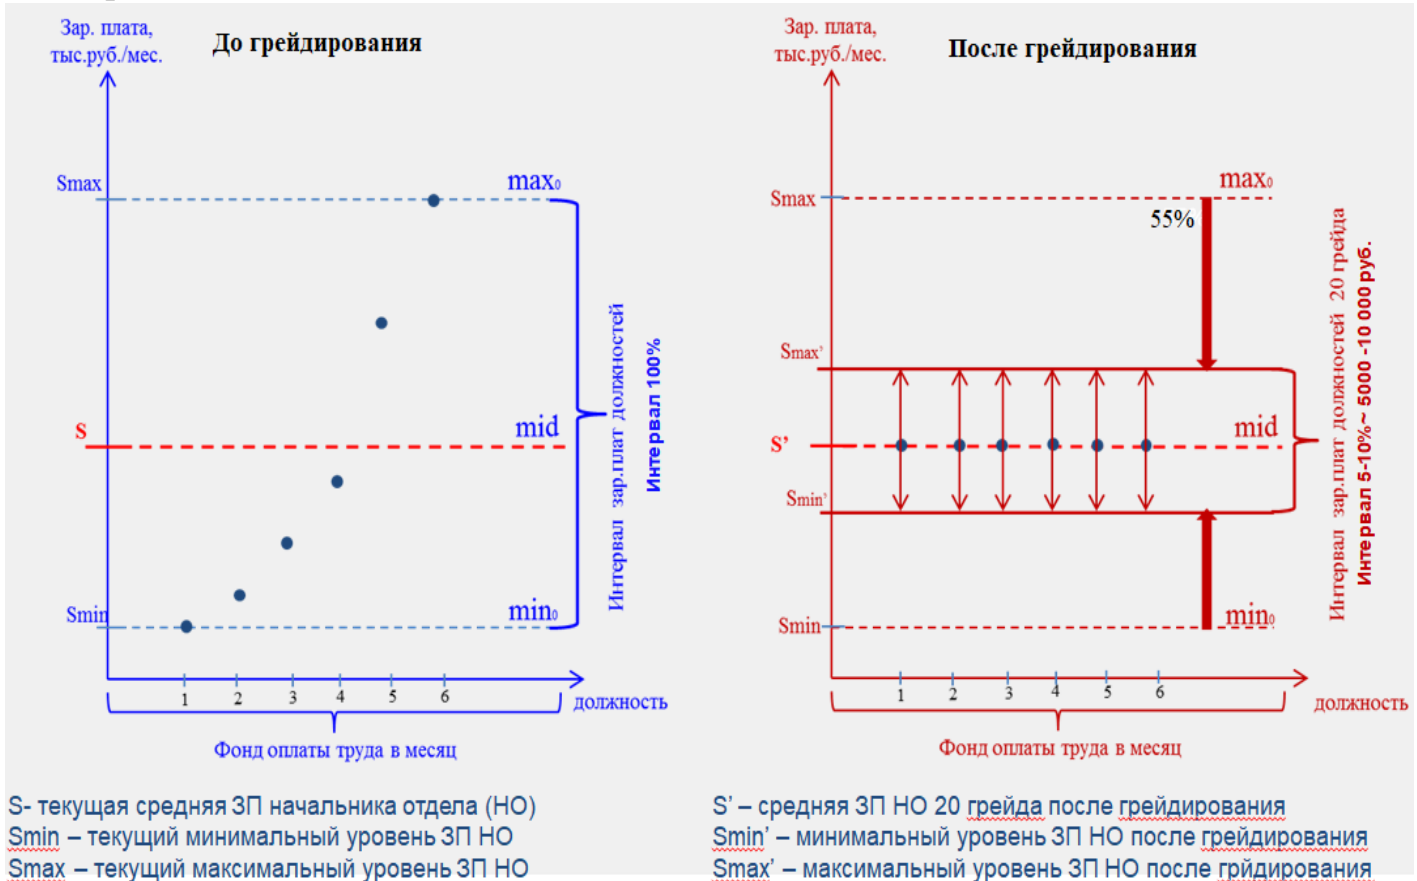 Зар. плата,
тыс.руб./мес.
До грейдирования
Smax
max₀
S
mid
Smin
min₀
Интервал зар.плат должностей
Интервал 100%
1 2 3 4 5 6
должность
Фонд оплаты труда в месяц
S- текущая средняя ЗП начальника отдела (НО)
Smin – текущий минимальный уровень ЗП НО
Smax – текущий максимальный уровень ЗП НО
Зар. плата,
тыс.руб./мес.
После грейдирования
Smax
max₀
55%
Smax’
S’
mid
Smin’
Smin
min₀
Интервал зар.плат должностей 20 грейда
Интервал 5-10%~ 5000 -10 000 руб.
1 2 3 4 5 6
должность
Фонд оплаты труда в месяц
S’ – средняя ЗП НО 20 грейда после грейдирования
Smin’ – минимальный уровень ЗП НО после грейдирования
Smax’ – максимальный уровень ЗП НО после грйдирования